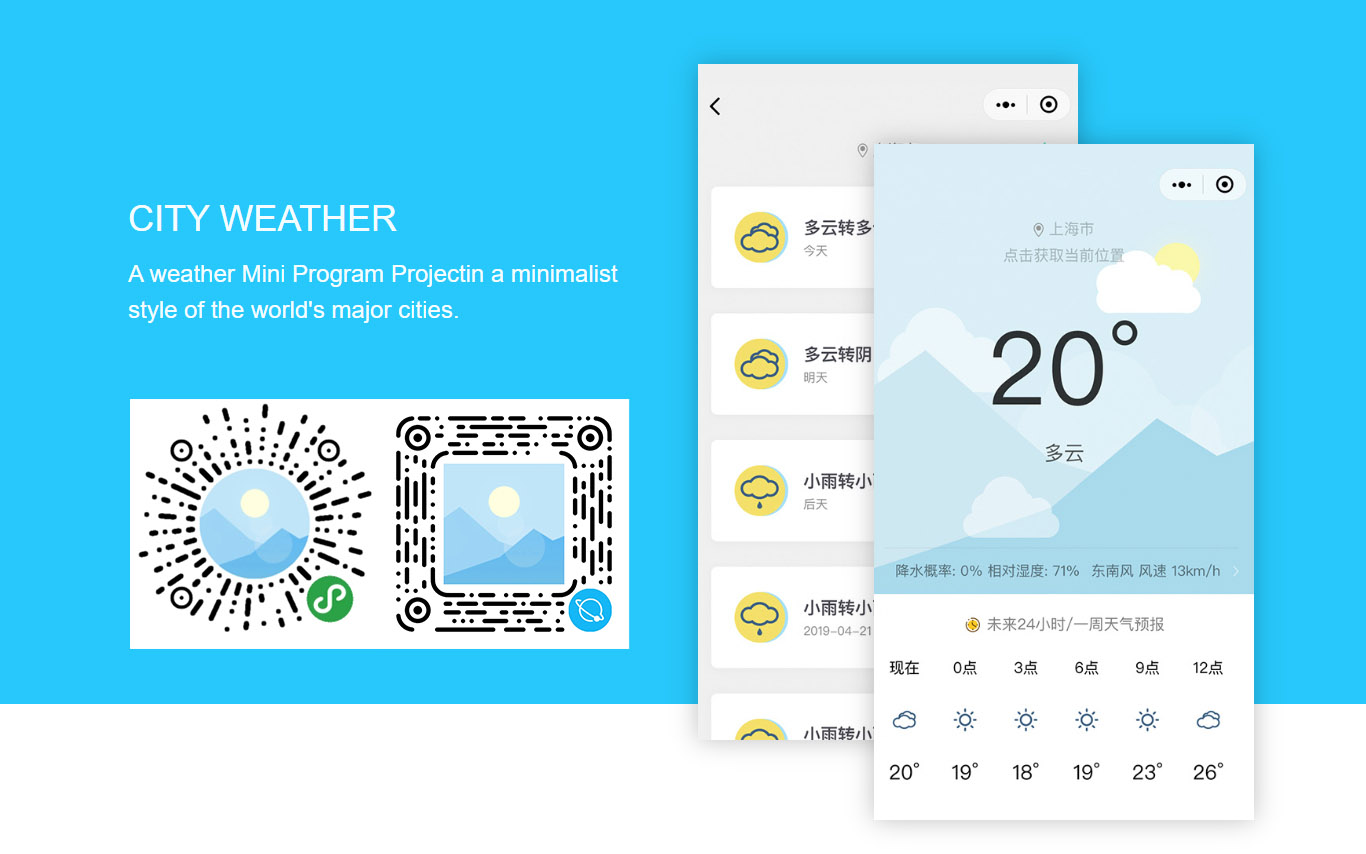 CITY WEATHER
A weather Mini Program Projectin a minimalist
style of the world's major cities.
多云转多
今天
多云转阴
明天
小雨转小
后天
小雨转小
2019-04-21
小雨转小
上海市
点击获取当前位置
20°
多云
降水概率: 0% 相对湿度: 71% 东南风 风速 13km/h
未来24小时/一周天气预报
现在 0点 3点 6点 9点 12点
20° 19° 18° 19° 23° 26°